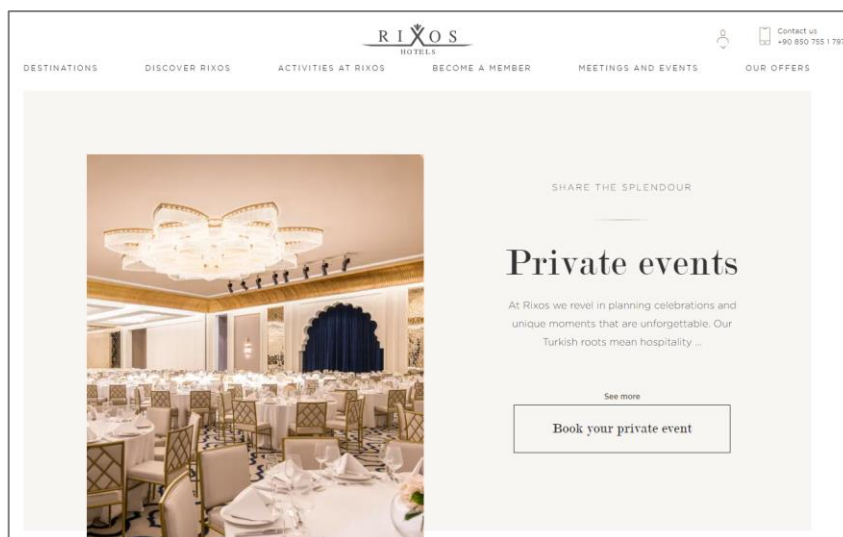 RIXOS
HOTELS
Contact us
+90 850 755 1 797
DESTINATIONS DISCOVER RIXOS ACTIVITIES AT RIXOS BECOME A MEMBER MEETINGS AND EVENTS OUR OFFERS
SHARE THE SPLENDOUR
Private events
At Rixos we revel in planning celebrations and
unique moments that are unforgettable. Our
Turkish roots mean hospitality ...
See more
Book your private event